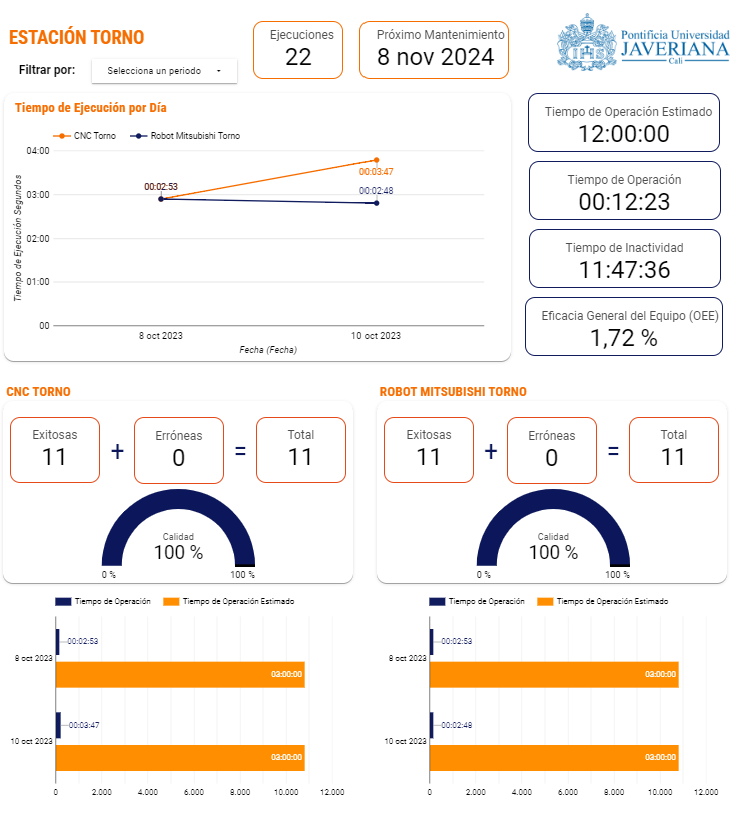 ESTACIÓN TORNO
Filtrar por:
Selecciona un periodo
Ejecuciones
22
Próximo Mantenimiento
8 nov 2024
Pontificia Universidad
JAVERIANA
Cali
Tiempo de Ejecución por Día
CNC Torno
Robot Mitsubishi Torno
Tiempo de Ejecución Segundos
04:00
03:00
02:00
01:00
00
00:02:53
00:03:47
00:02:48
8 oct 2023
10 oct 2023
Fecha (Fecha)
Tiempo de Operación Estimado
12:00:00
Tiempo de Operación
00:12:23
Tiempo de Inactividad
11:47:36
Eficacia General del Equipo (OEE)
1,72 %
CNC TORNO
Exitosas
11
+
Erróneas
0
=
Total
11
Calidad
100 %
0 %
100 %
Tiempo de Operación
Tiempo de Operación Estimado
8 oct 2023
00:02:53
03:00:00
10 oct 2023
00:03:47
03:00:00
0
2.000
4.000
6.000
8.000
10.000
12.000
ROBOT MITSUBISHI TORNO
Exitosas
11
+
Erróneas
0
=
Total
11
Calidad
100 %
0 %
100 %
Tiempo de Operación
Tiempo de Operación Estimado
8 oct 2023
00:02:53
03:00:00
10 oct 2023
00:02:48
03:00:00
0
2.000
4.000
6.000
8.000
10.000
12.000